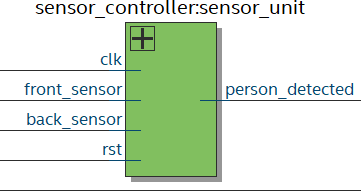 sensor_controller:sensor_unit
clk
front_sensor
person_detected
back_sensor
rst